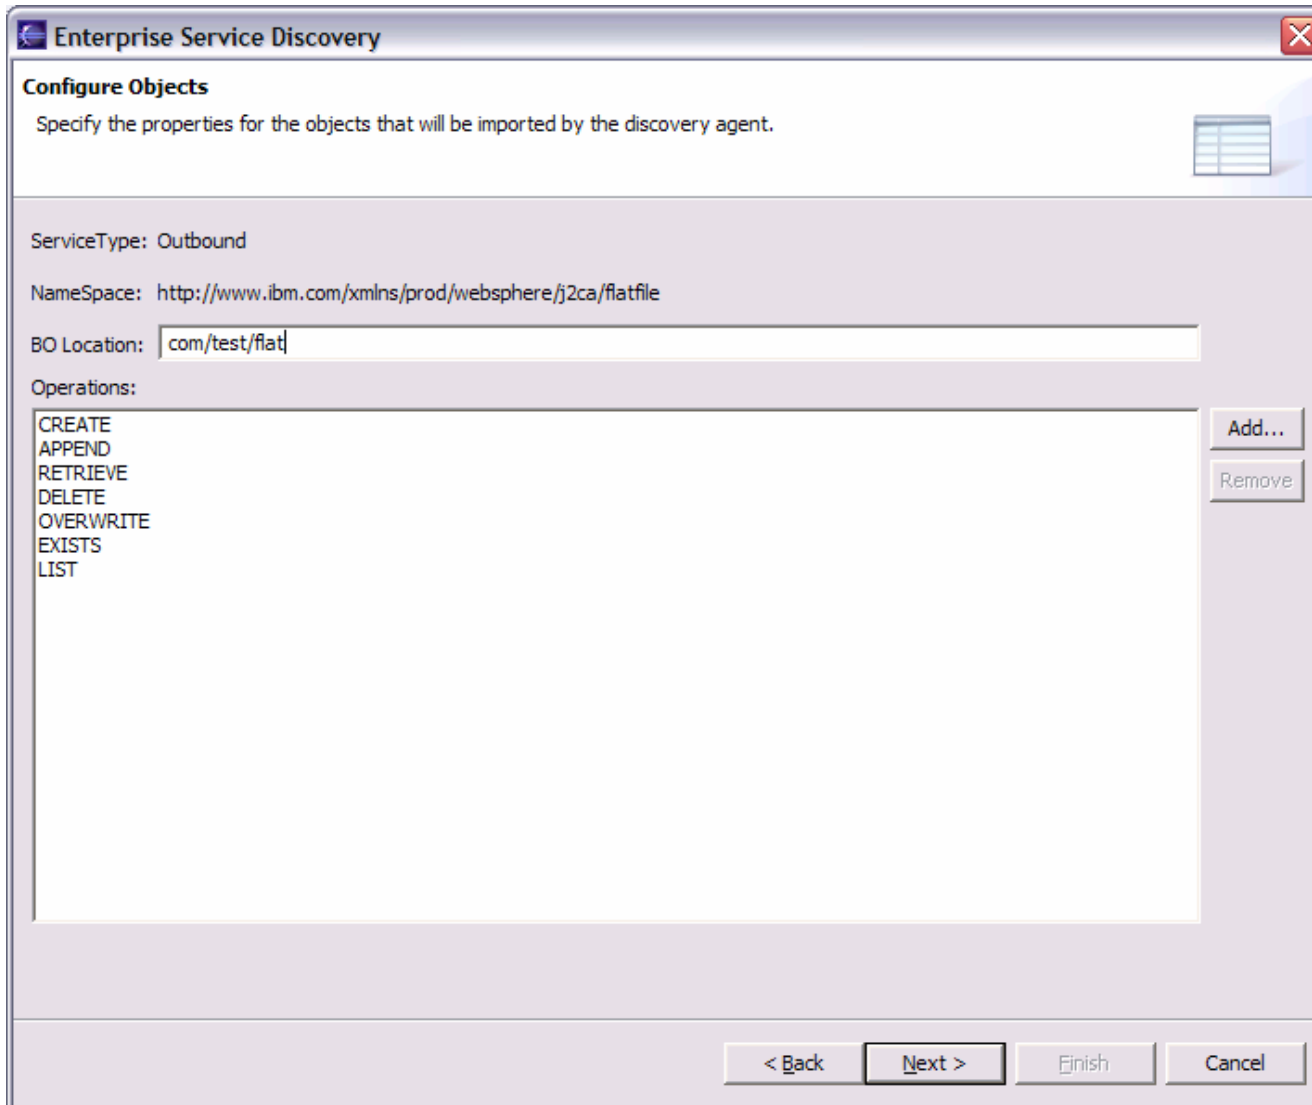 Enterprise Service Discovery
Configure Objects
Specify the properties for the objects that will be imported by the discovery agent.
ServiceType: Outbound
NameSpace: http://www.ibm.com/xmlns/prod/websphere/j2ca/flatfile
BO Location: com/test/flat
Operations:
CREATE
Add...
APPEND
RETRIEVE
Remove
DELETE
OVERWRITE
EXISTS
LIST
< Back Next > Finish Cancel